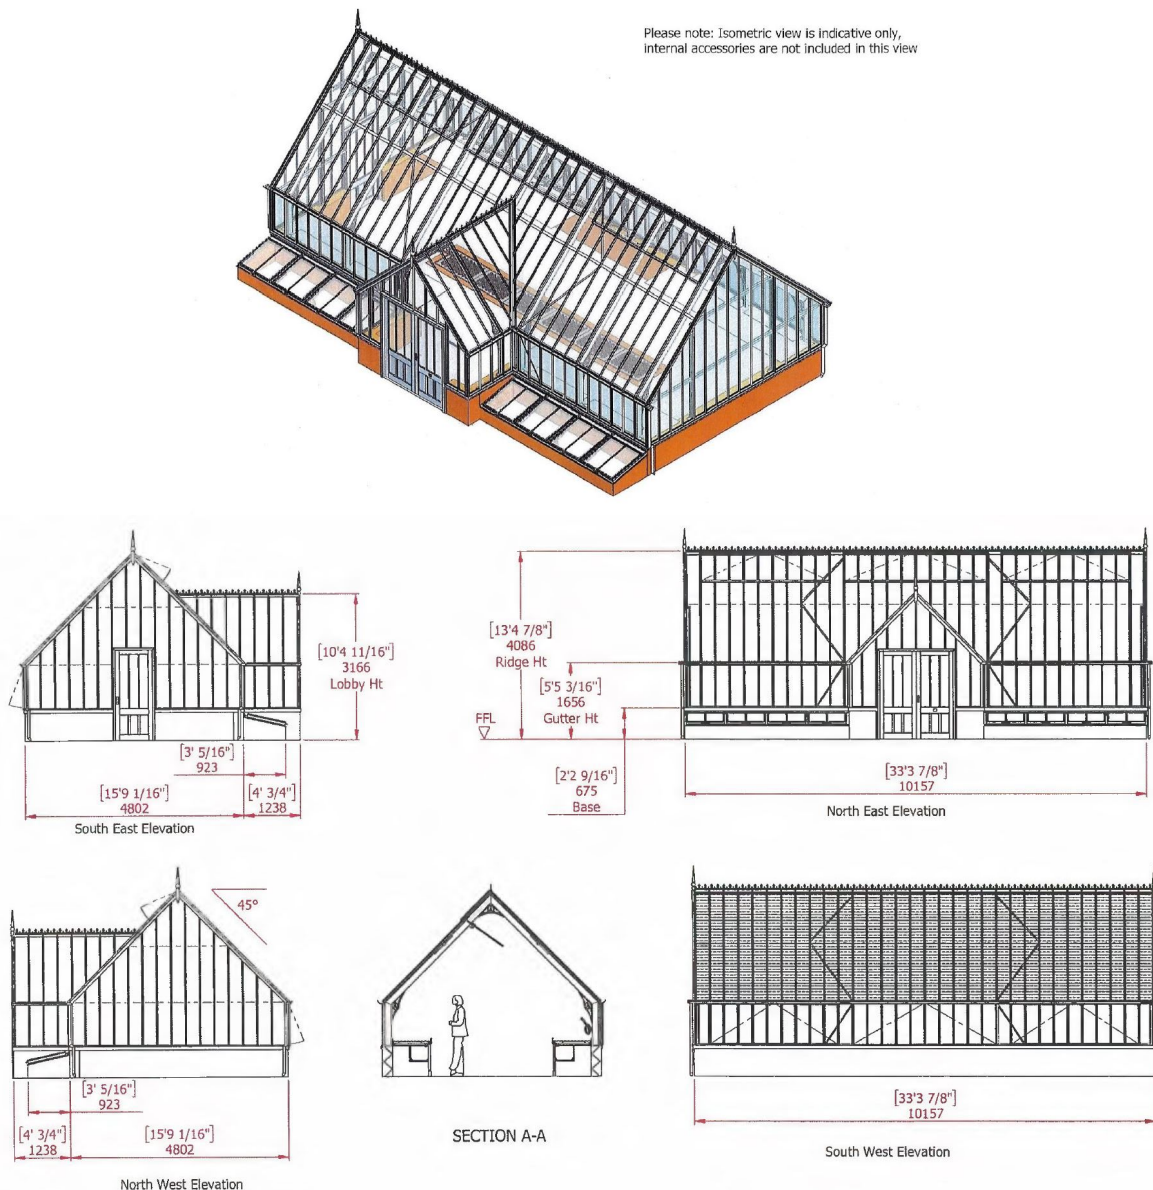 Please note: Isometric view is indicative only,
internal accessories are not included in this view
[10'4 11/16"]
3166
Lobby Ht
[3' 5/16"]
923
[15'9 1/16"]
4802
[4' 3/4"]
1238
South East Elevation
[13'4 7/8"]
4086
Ridge Ht
[5'5 3/16"]
1656
Gutter Ht
FFL
[2'2 9/16"]
675
Base
[33'3 7/8"]
10157
North East Elevation
45°
[3' 5/16"]
923
[4' 3/4"]
1238
[15'9 1/16"]
4802
North West Elevation
SECTION A-A
[33'3 7/8"]
10157
South West Elevation